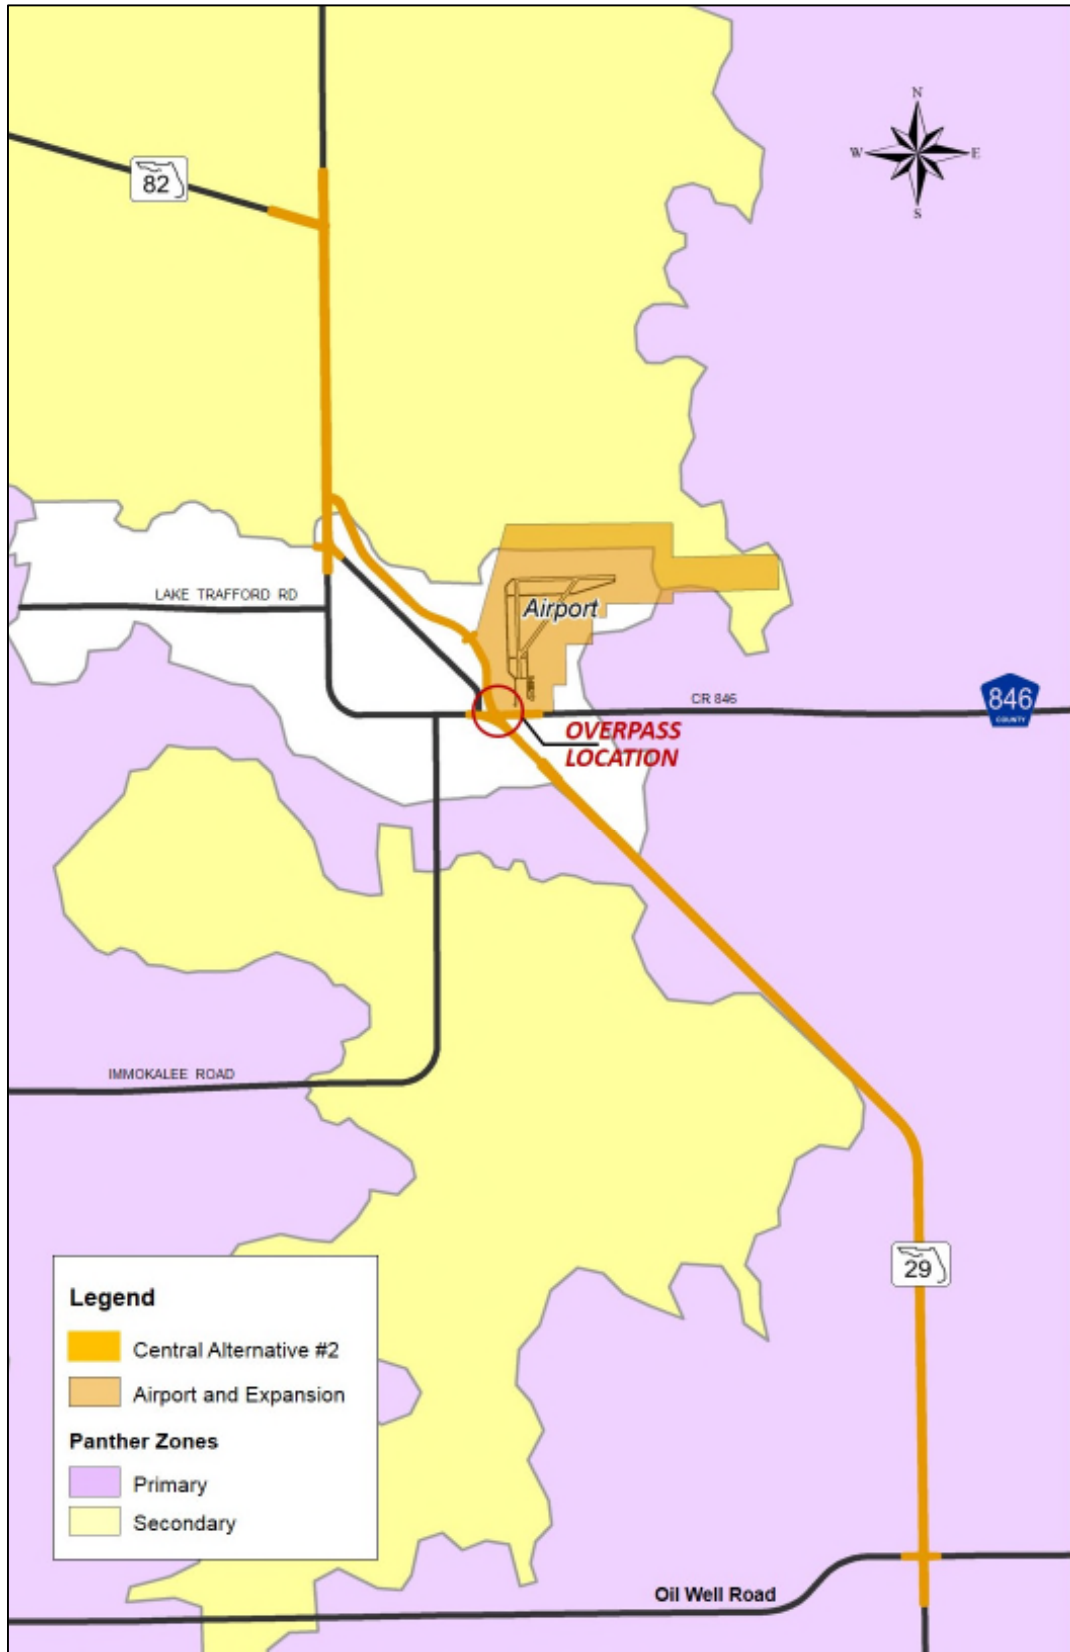 N
W E
S
82
LAKE TRAFFORD RD
Airport
CR 846
846
COUNTY
OVERPASS
LOCATION
IMMOKALEE ROAD
29
Legend
Central Alternative #2
Airport and Expansion
Panther Zones
Primary
Secondary
Oil Well Road